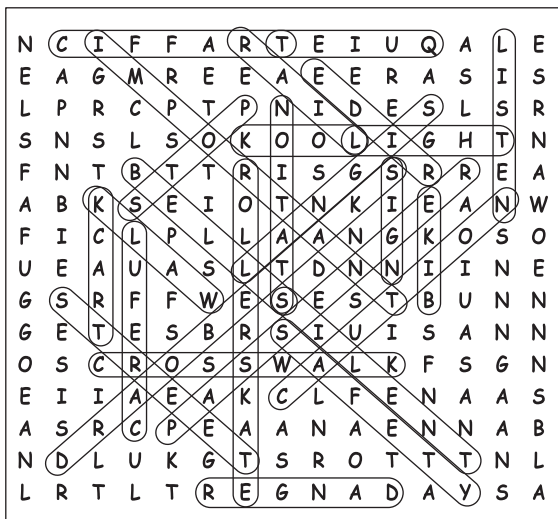 N C I F F A R T E I U Q A L E
E A G M R E E A E E R A S I S
L P R C P T P N I D E S L S R
S N S L S O K O O L I G H T N
F N T B T T R I S G S R R E A
A B K S E I O T N K I E A N W
F I C L P L L A A N G K O S O
U E A U A S L T D N N I I N E
G S R F F W E S E S T B U N N
G E T E S B R S I U I S A N N
O S C R O S S W A L K F S G N
E I I A E A K C L F E N A A S
A S R C P E A A N A E N N A B
N D L U K G T S R O T T T N L
L R T L T R E G N A D A Y S A